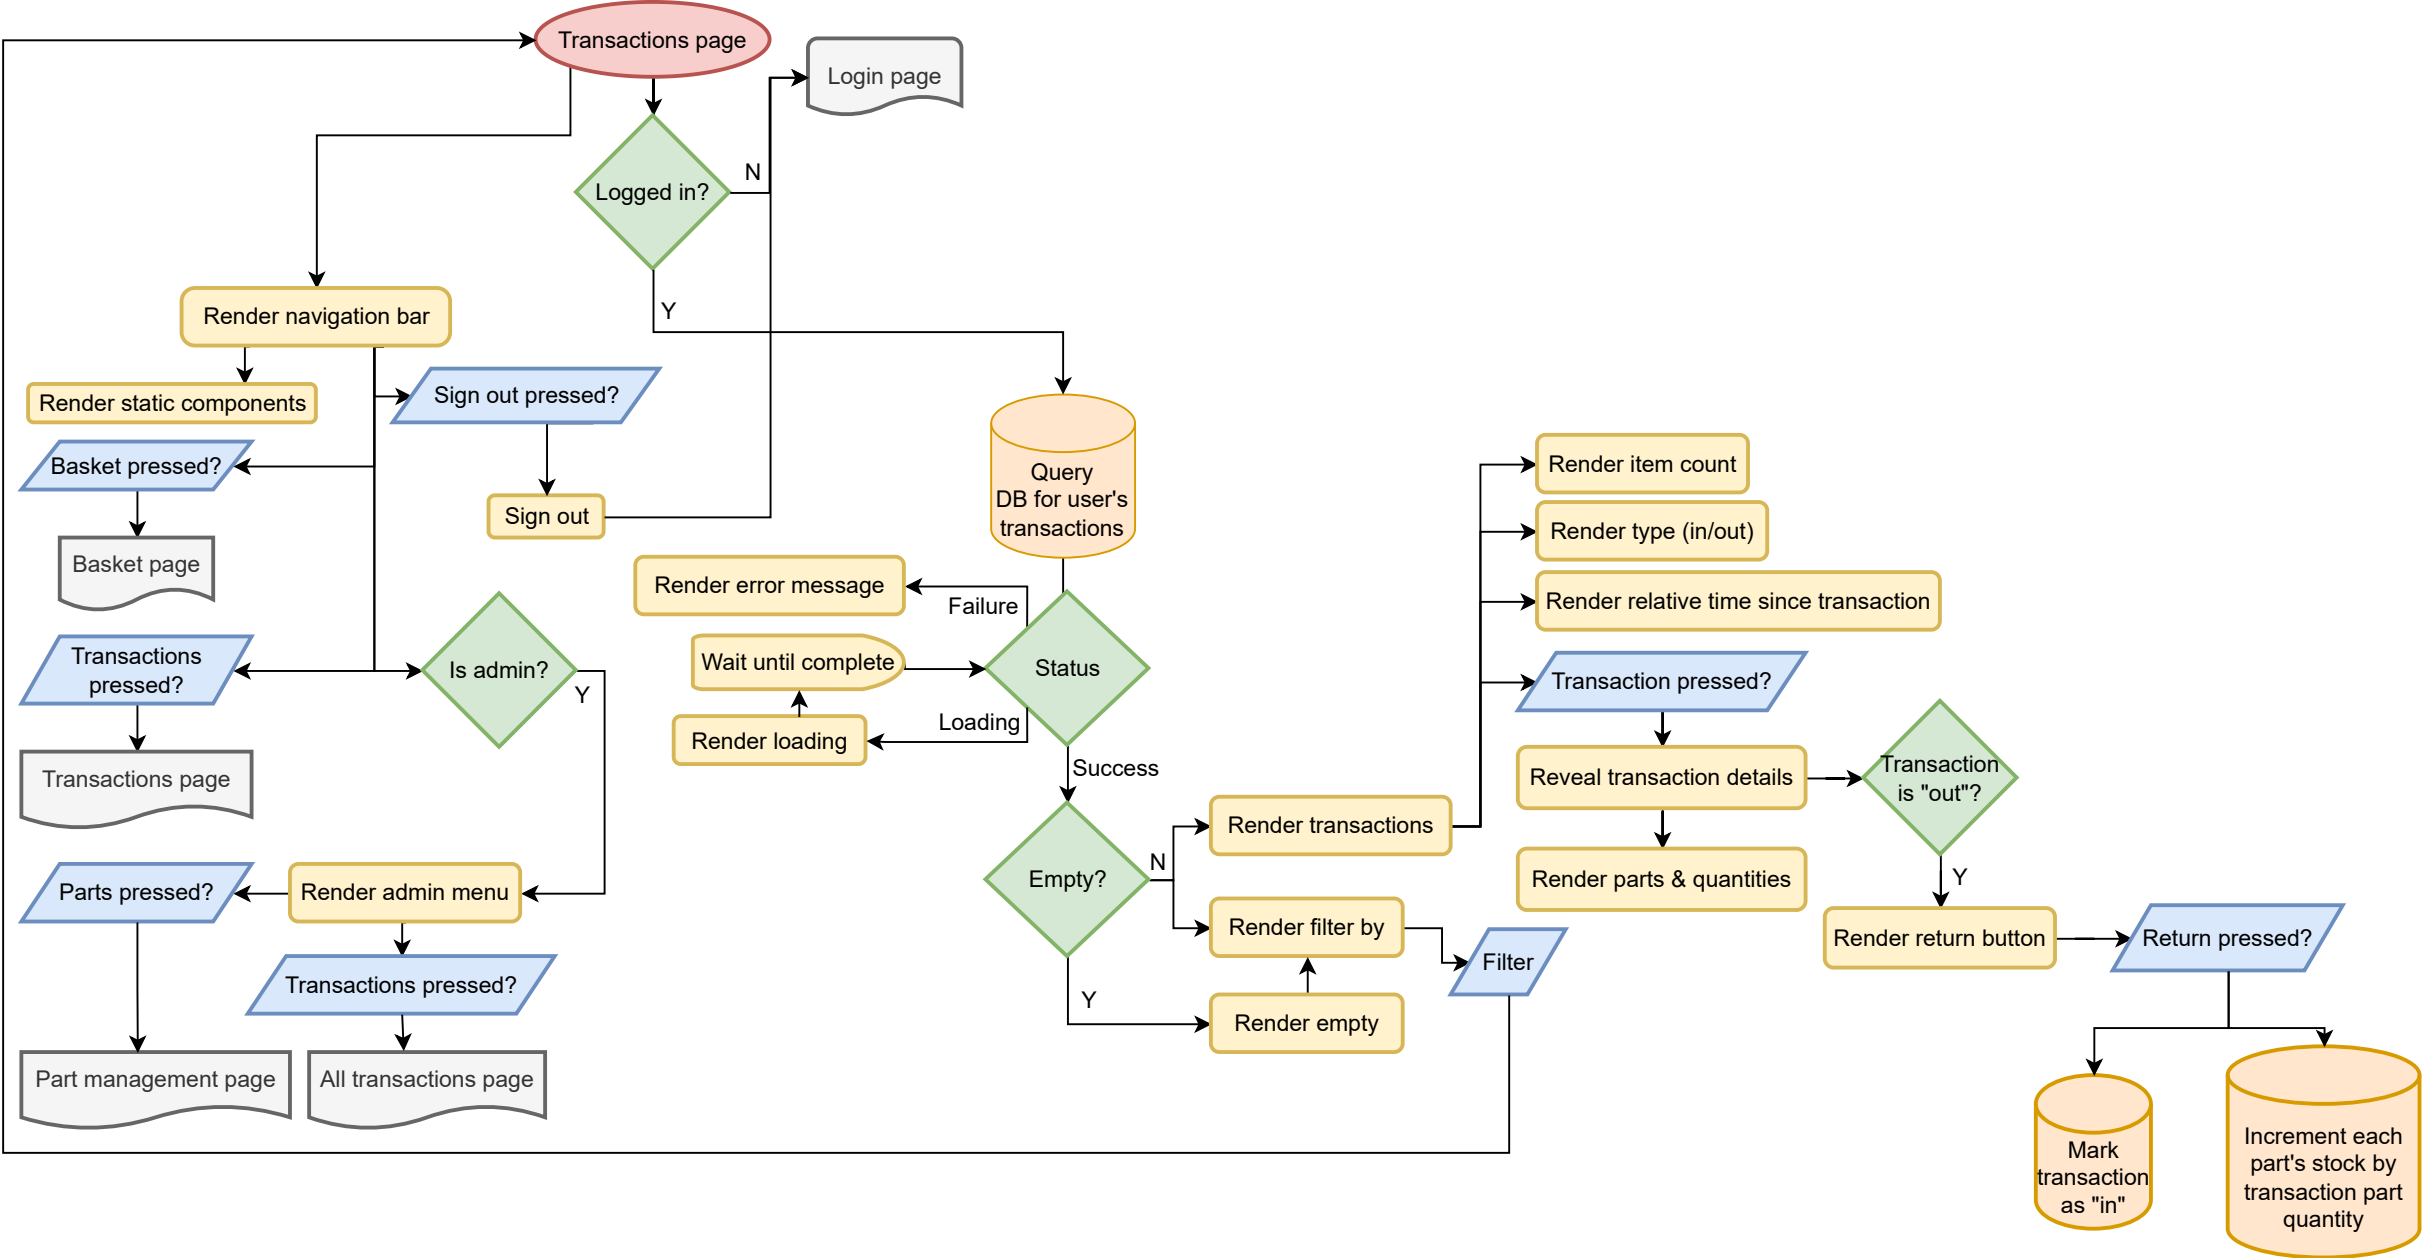 Transactions page
Login page
Logged in?
N
Y
Render navigation bar
Render static components
Sign out pressed?
Basket pressed?
Sign out
Basket page
Query
DB for user's
transactions
Render error message
Failure
Wait until complete
Status
Loading
Render loading
Success
Transactions
pressed?
Is admin?
Y
Transactions page
Parts pressed?
Render admin menu
Transactions pressed?
Part management page
All transactions page
Empty?
N
Y
Render transactions
Render filter by
Filter
Render empty
Render item count
Render type (in/out)
Render relative time since transaction
Transaction pressed?
Reveal transaction details
Transaction
is "out"?
Render parts & quantities
Y
Render return button
Return pressed?
Mark
transaction
as "in"
Increment each
part's stock by
transaction part
quantity